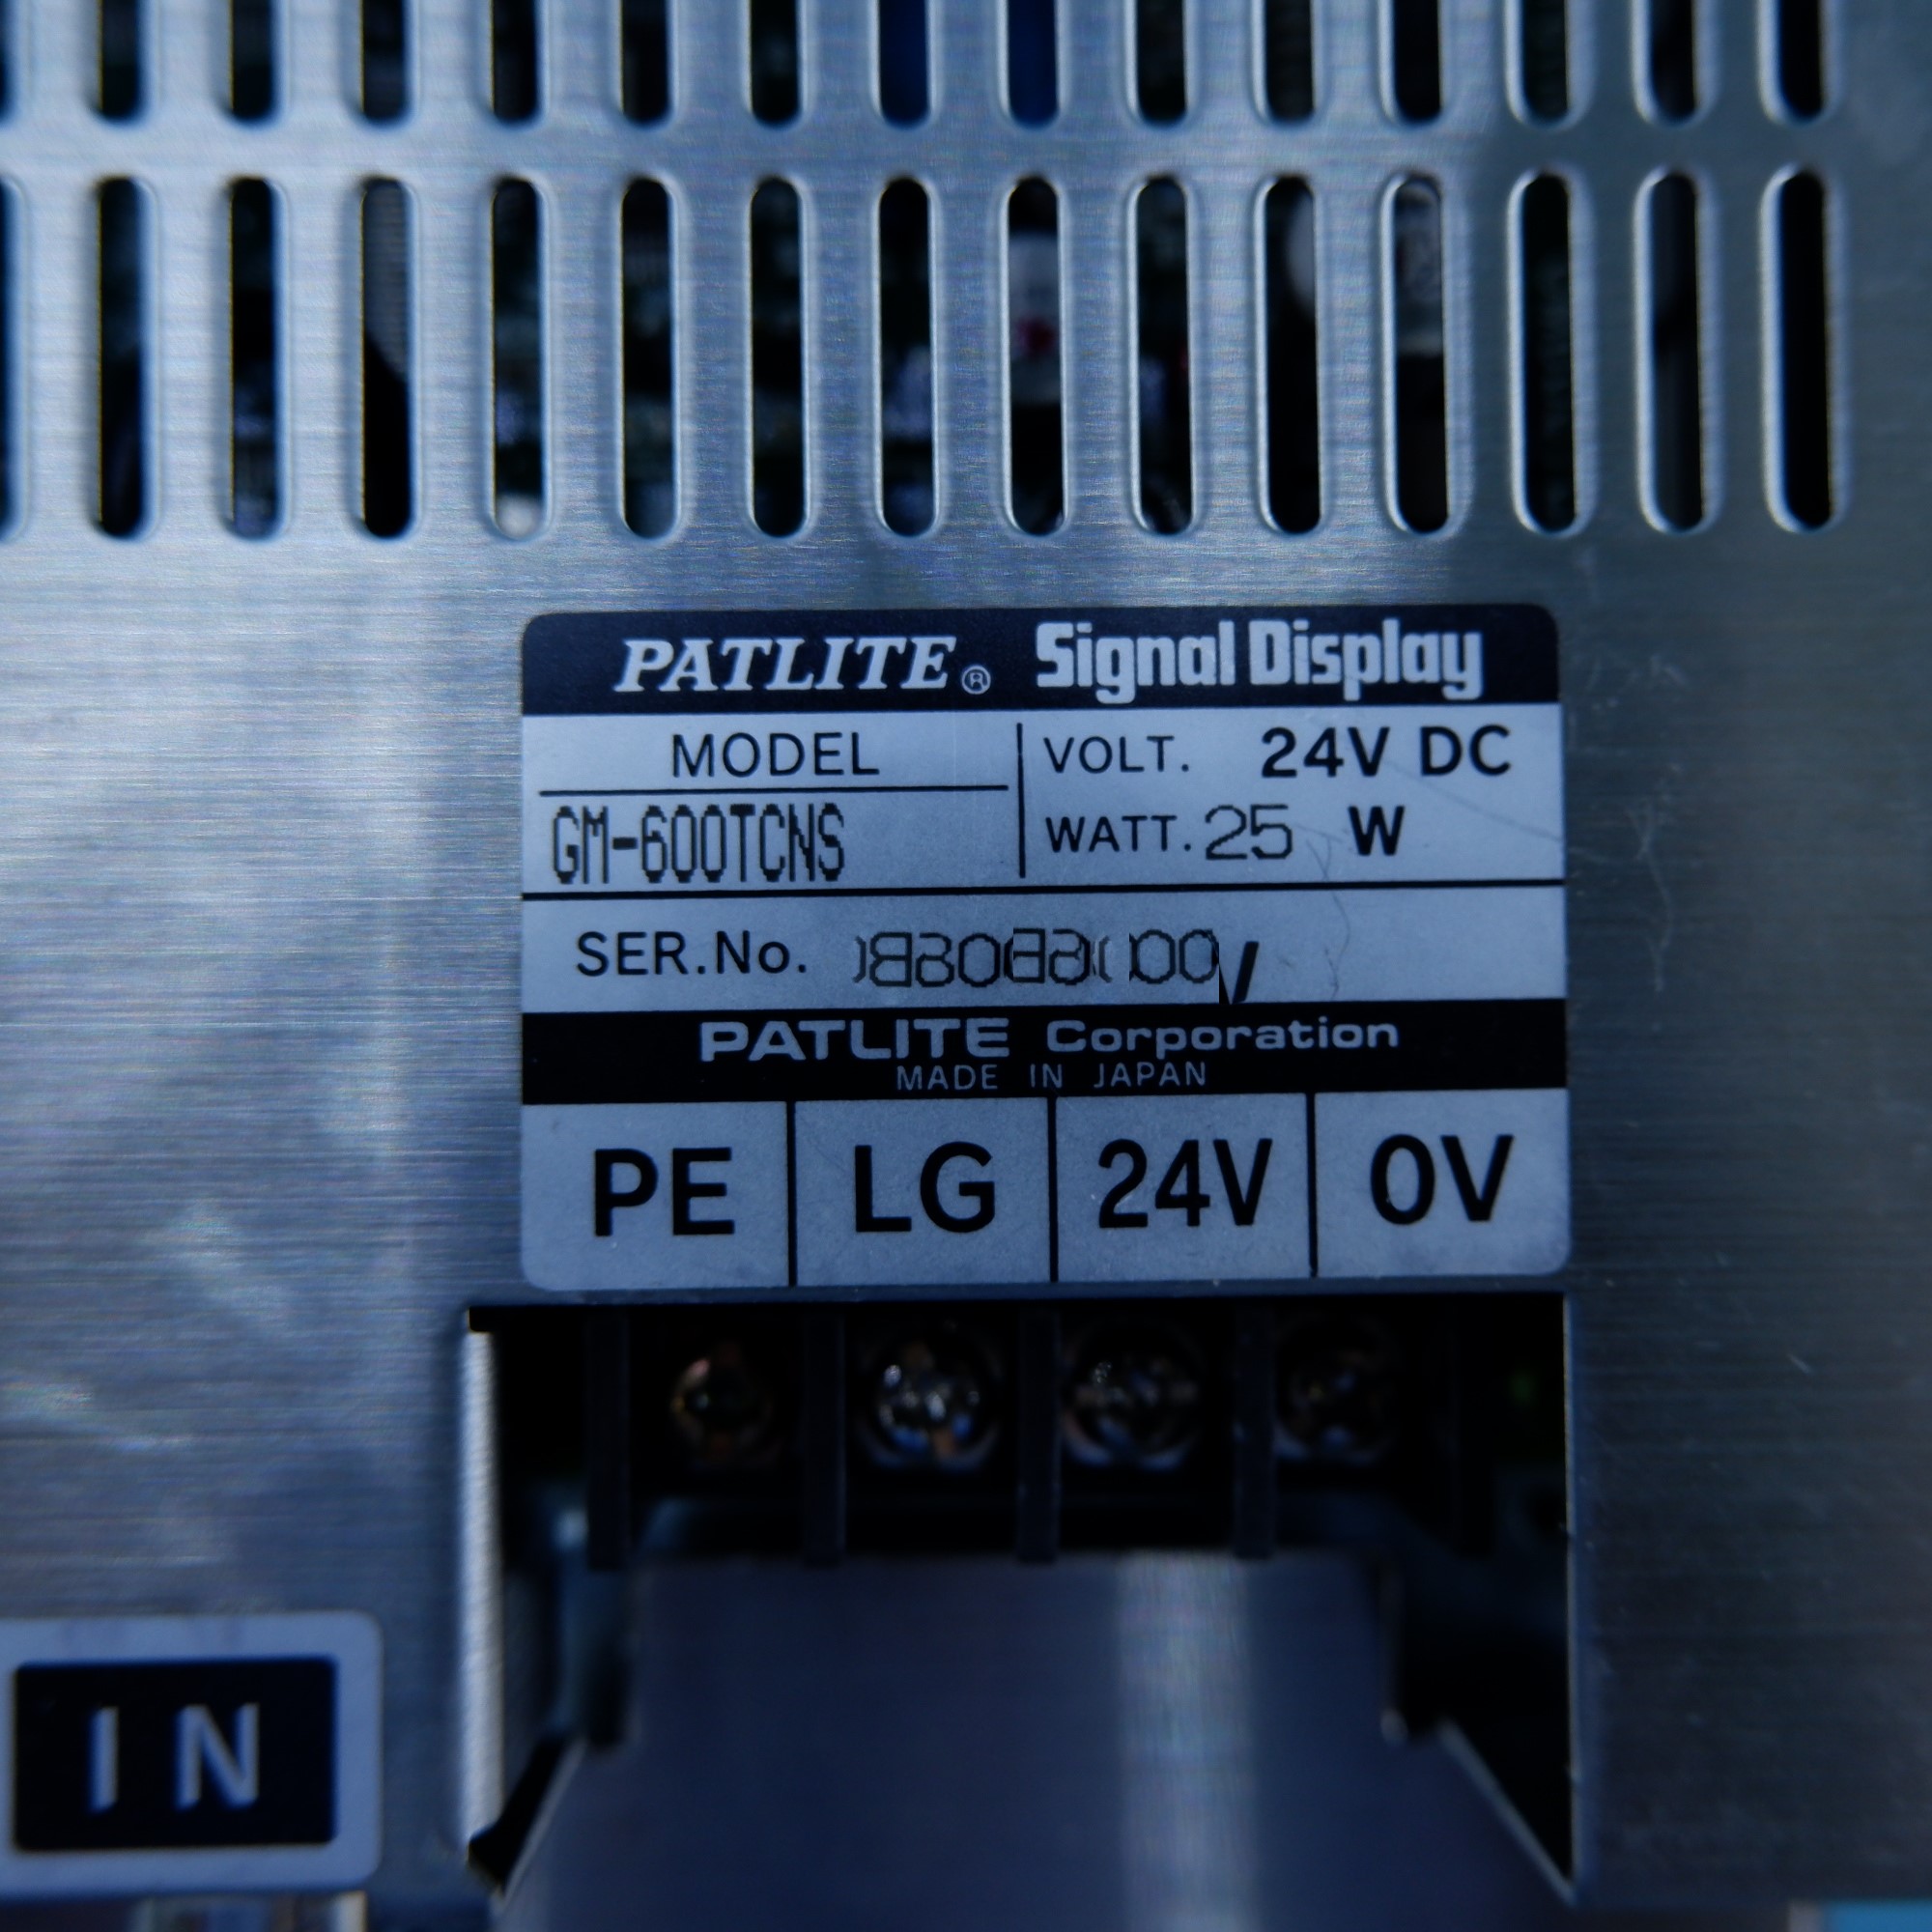 PATLITE® Signal Display
MODEL
VOLT. 24V DC
GM-600TCNS
WATT. 25 W
SER.No.
PATLITE Corporation
MADE IN JAPAN
PE LG 24V 0V
IN